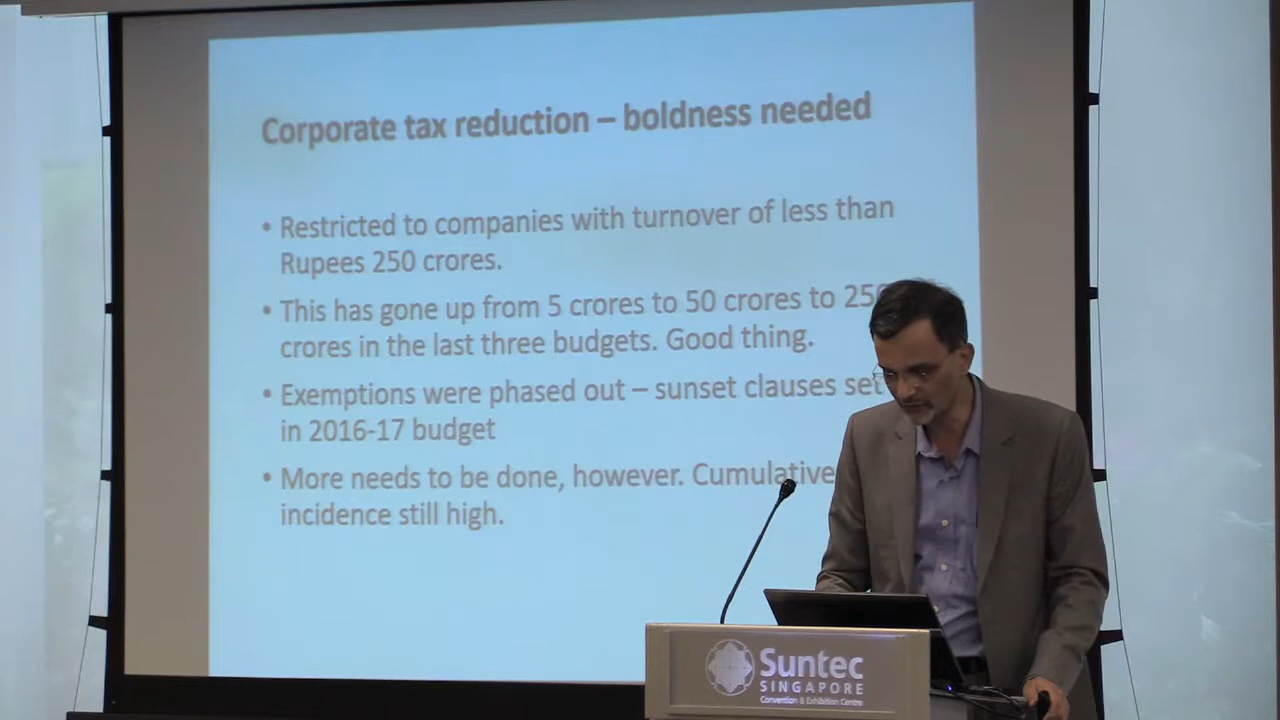 Corporate tax reduction – boldness needed
• Restricted to companies with turnover of less than
Rupees 250 crores.
• This has gone up from 5 crores to 50 crores to 25
crores in the last three budgets. Good thing.
• Exemptions were phased out – sunset clauses set
in 2016-17 budget
• More needs to be done, however. Cumulative
incidence still high.
Suntec
SINGAPORE
Convention & Exhibition Centre